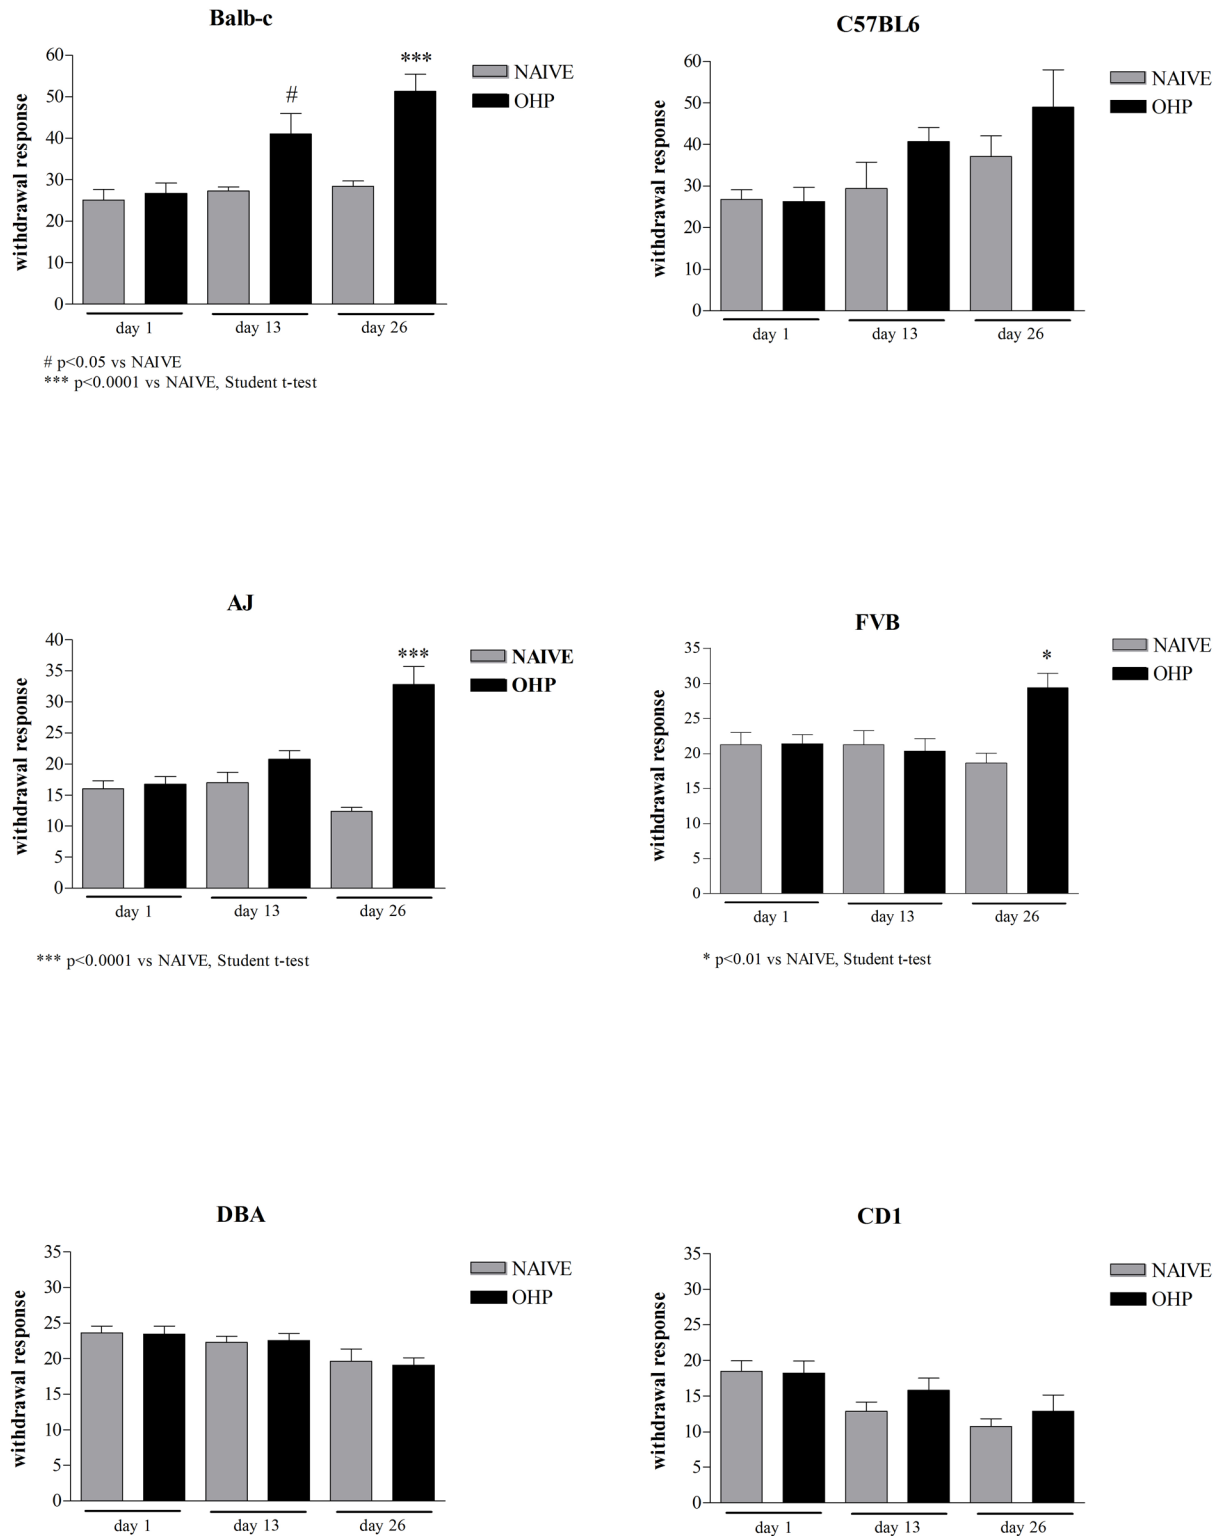 Balb-c
60
50
40
30
20
10
0
withdrawal response
#
***
NAIVE
OHP
day 1
day 13
day 26
# p<0.05 vs NAIVE
*** p<0.0001 vs NAIVE, Student t-test
C57BL6
60
50
40
30
20
10
0
withdrawal response
NAIVE
OHP
day 1
day 13
day 26
AJ
40
35
30
25
20
15
10
5
0
withdrawal response
***
NAIVE
OHP
day 1
day 13
day 26
*** p<0.0001 vs NAIVE, Student t-test
FVB
35
30
25
20
15
10
5
0
withdrawal response
*
NAIVE
OHP
day 1
day 13
day 26
* p<0.01 vs NAIVE, Student t-test
DBA
35
30
25
20
15
10
5
0
withdrawal response
NAIVE
OHP
day 1
day 13
day 26
CD1
35
30
25
20
15
10
5
0
withdrawal response
NAIVE
OHP
day 1
day 13
day 26